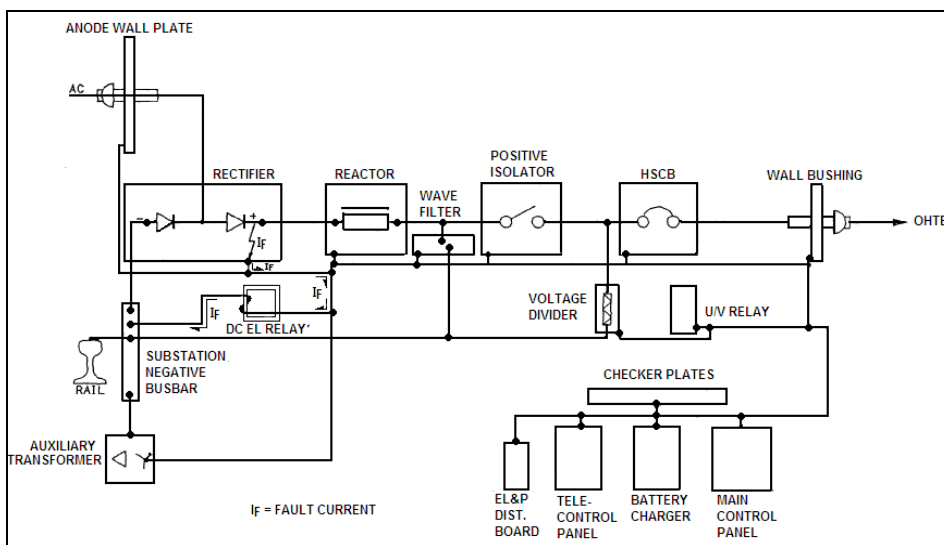 ANODE WALL PLATE
AC
RECTIFIER
REACTOR
WAVE
FILTER
POSITIVE
ISOLATOR
HSCB
WALL BUSHING
OHTE
-
+
IF
IF
IF
IF
DC EL RELAY'
VOLTAGE
DIVIDER
U/V RELAY
RAIL
SUBSTATION
NEGATIVE
BUSBAR
CHECKER PLATES
AUXILIARY
TRANSFORMER
IF = FAULT CURRENT
EL&P
DIST.
BOARD
TELE-
CONTROL
PANEL
BATTERY
CHARGER
MAIN
CONTROL
PANEL